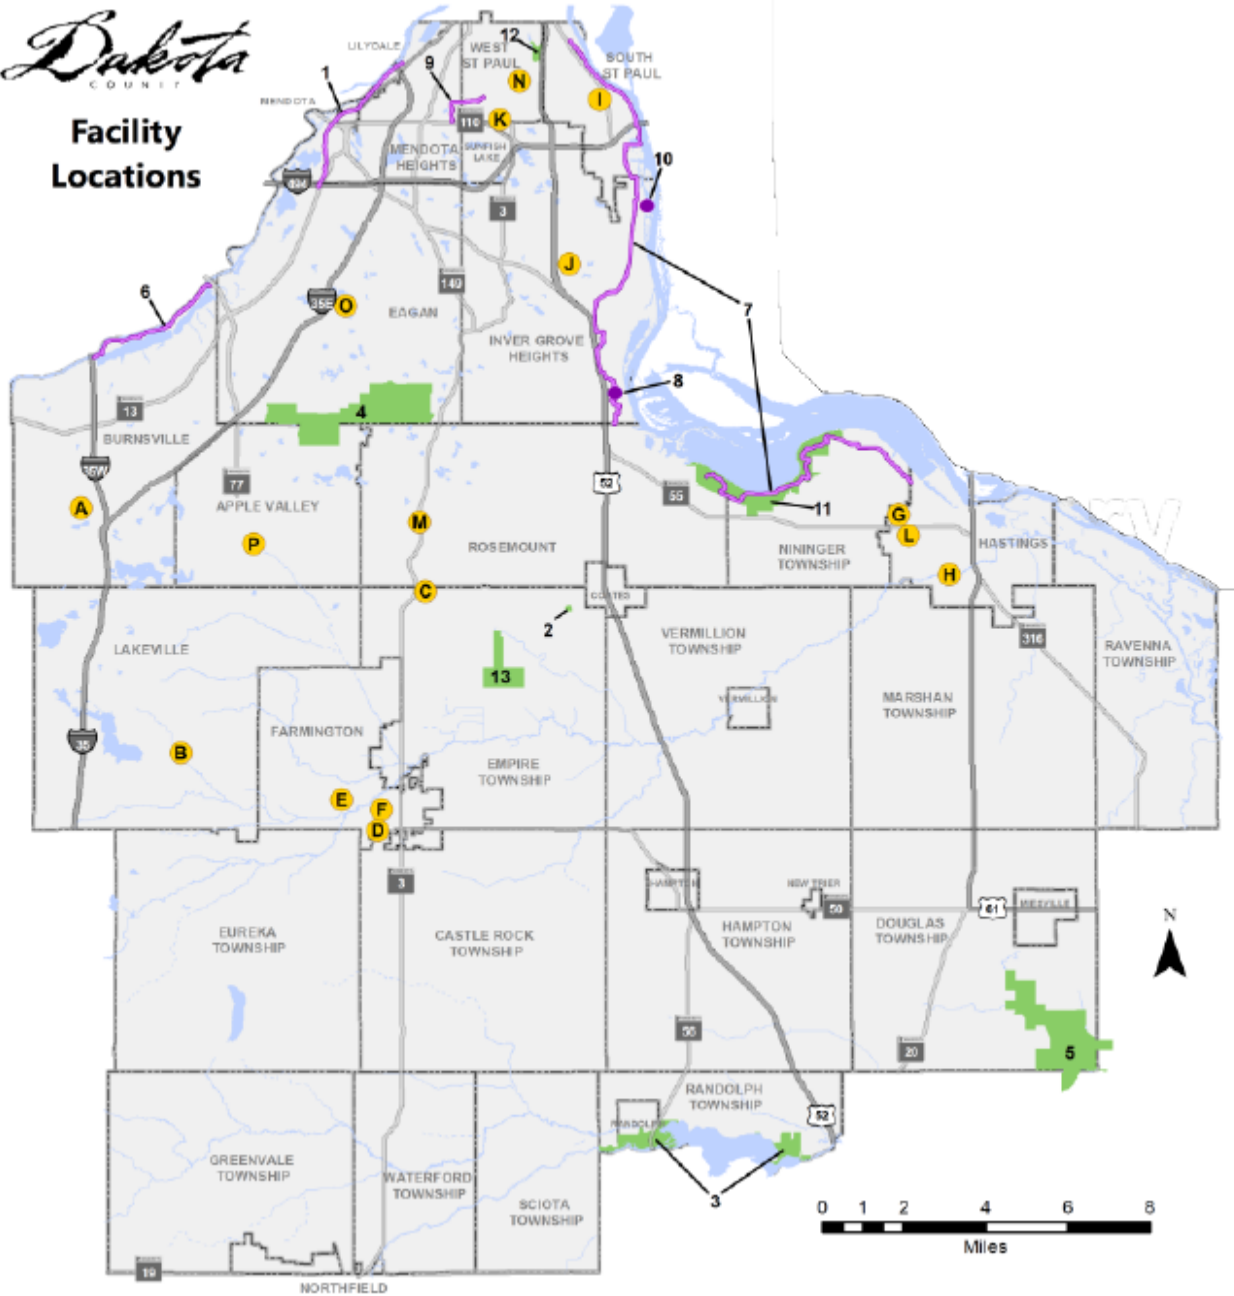 Dakota
COUNTY
Facility
Locations
LILYDALE
WEST
ST PAUL
12
SOUTH
ST PAUL
1
9
N
I
MENDOTA
110
K
MENDOTA
HEIGHTS
SUNFISH
LAKE
10
494
3
J
149
6
35E
O
EAGAN
7
INVER GROVE
HEIGHTS
8
13
4
BURNSVILLE
35W
77
52
55
A
APPLE VALLEY
M
11
G
P
ROSEMOUNT
L
NININGER
TOWNSHIP
HASTINGS
H
C
COATES
2
LAKEVILLE
VERMILLION
TOWNSHIP
316
RAVENNA
TOWNSHIP
13
VERMILLION
MARSHAN
TOWNSHIP
FARMINGTON
35
B
EMPIRE
TOWNSHIP
E
F
D
3
HAMPTON
NEW TRIER
50
61
MIESVILLE
EUREKA
TOWNSHIP
CASTLE ROCK
TOWNSHIP
HAMPTON
TOWNSHIP
DOUGLAS
TOWNSHIP
N
56
20
5
RANDOLPH
TOWNSHIP
52
RANDOLPH
GREENVALE
TOWNSHIP
WATERFORD
TOWNSHIP
SCIOTA
TOWNSHIP
3
0 1 2 4 6 8
Miles
19
NORTHFIELD